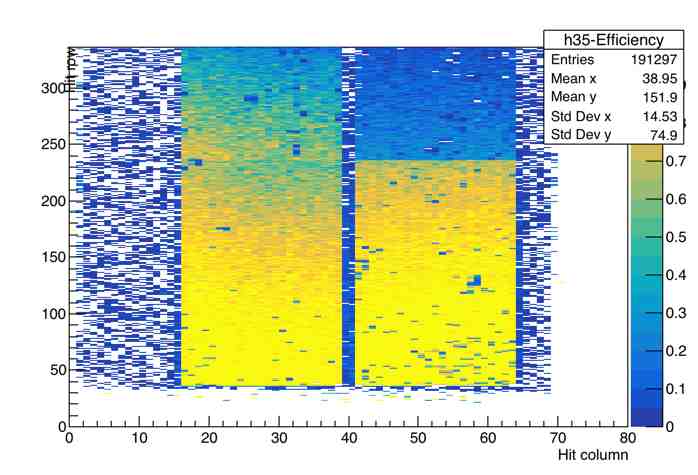 h35-Efficiency
Entries 191297
Mean x 38.95
Mean y 151.9
Std Dev x 14.53
Std Dev y 74.9
Hit row
300
250
200
150
100
50
0
0 10 20 30 40 50 60 70 80
Hit column
0.7
0.6
0.5
0.4
0.3
0.2
0.1
0